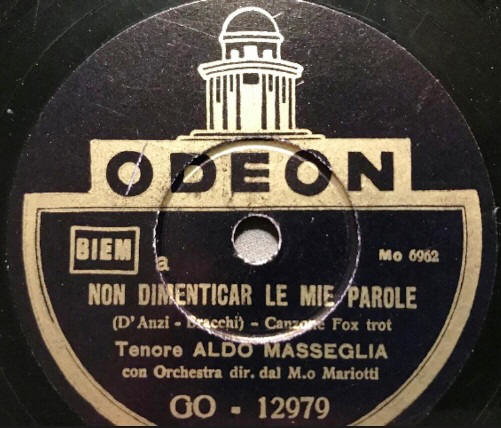 ODEON
BIEM
a
Mo 6962
NON DIMENTICAR LE MIE PAROLE
(D'Anzi - Bracchi) - Canzone Fox trot
Tenore ALDO MASSEGLIA
con Orchestra dir. dal M.o Mariotti
GO - 12979